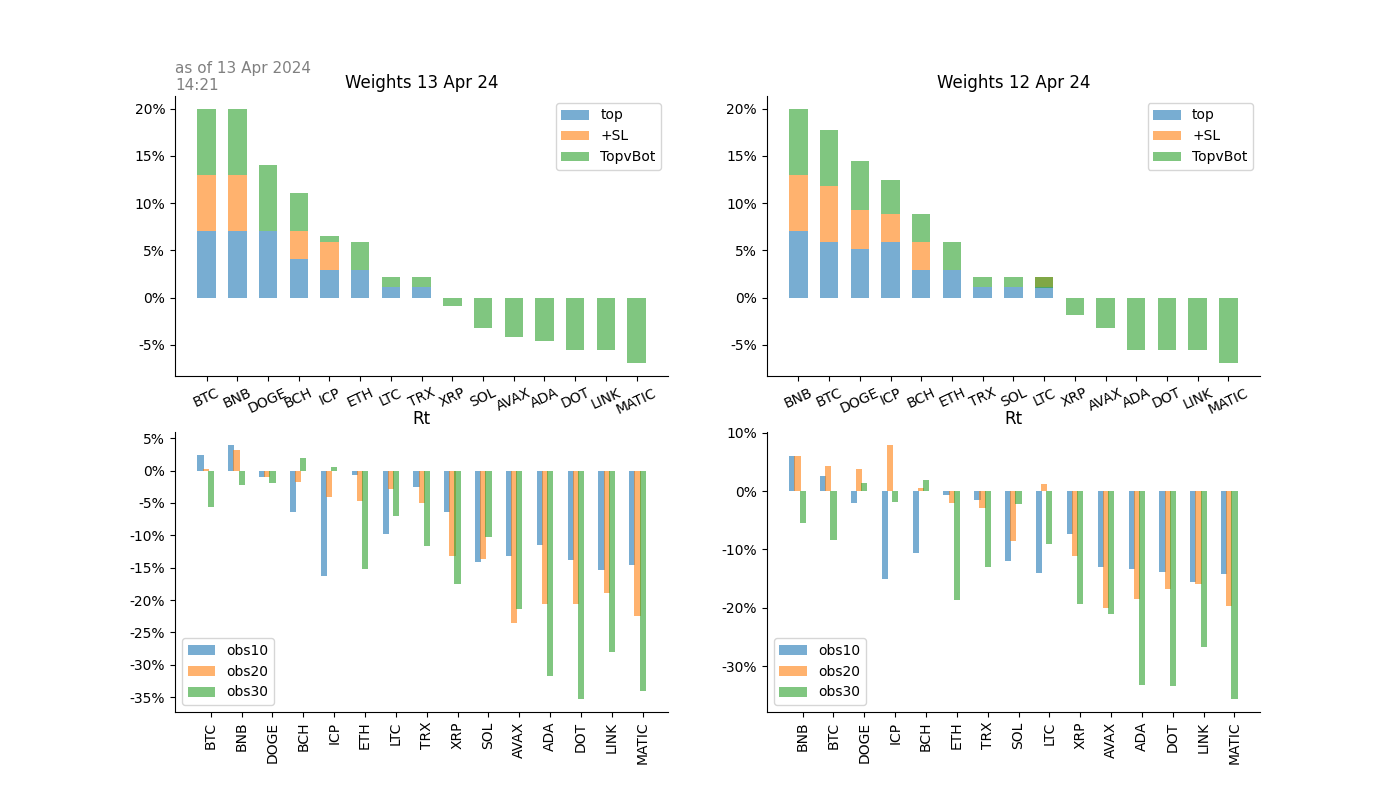 as of 13 Apr 2024
14:21
Weights 13 Apr 24
20%
15%
10%
5%
0%
-5%
top
+SL
TopvBot
BTC BNB DOGE BCH ICP ETH LTC TRX XRP SOL AVAX ADA DOT LINK MATIC
Weights 12 Apr 24
20%
15%
10%
5%
0%
-5%
top
+SL
TopvBot
BNB BTC DOGE ICP BCH ETH TRX SOL LTC XRP AVAX ADA DOT LINK MATIC
Rt
5%
0%
-5%
-10%
-15%
-20%
-25%
-30%
-35%
obs10
obs20
obs30
BTC BNB DOGE BCH ICP ETH LTC TRX XRP SOL AVAX ADA DOT LINK MATIC
Rt
10%
0%
-10%
-20%
-30%
obs10
obs20
obs30
BNB BTC DOGE ICP BCH ETH TRX SOL LTC XRP AVAX ADA DOT LINK MATIC